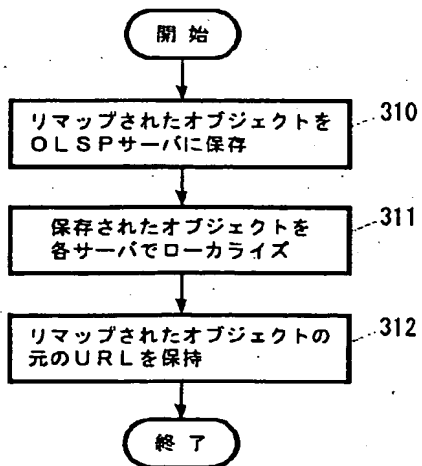 開始
リマップされたオブジェクトを
OLSPサーバに保存
310
保存されたオブジェクトを
各サーバでローカライズ
311
リマップされたオブジェクトの
元のURLを保持
312
終了